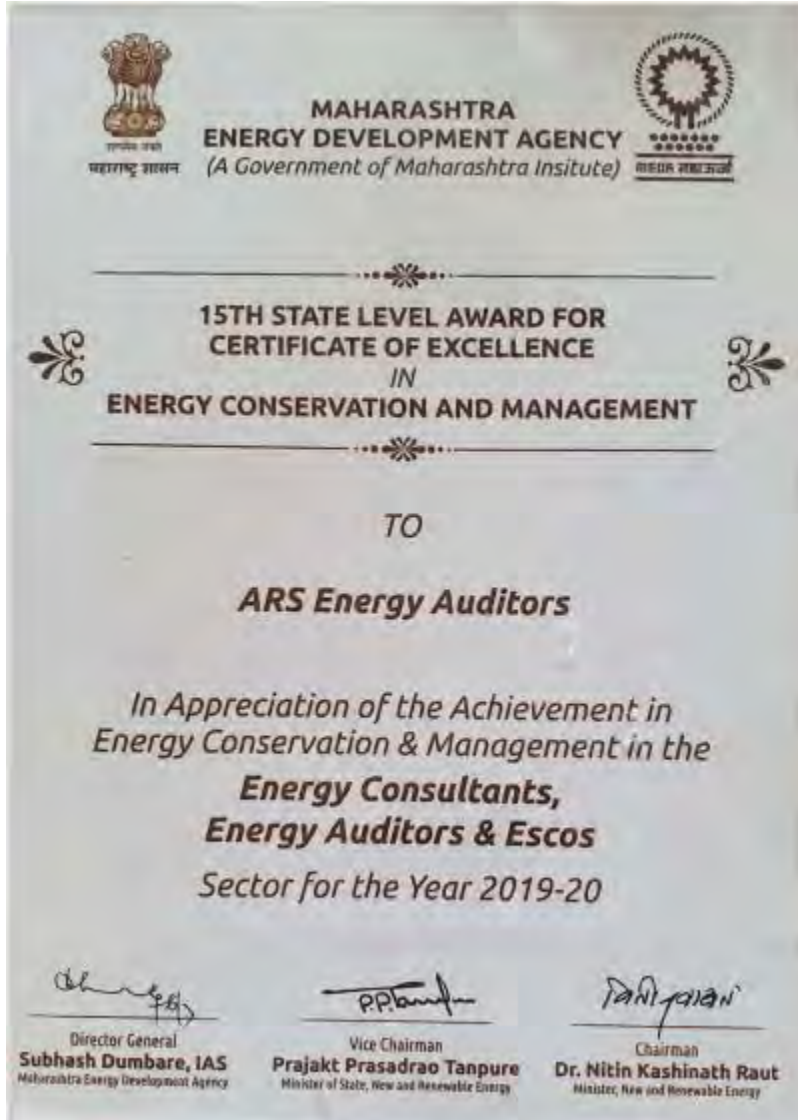 महाराष्ट्र शासन
MAHARASHTRA
ENERGY DEVELOPMENT AGENCY
(A Government of Maharashtra Insitute)
15TH STATE LEVEL AWARD FOR
CERTIFICATE OF EXCELLENCE
IN
ENERGY CONSERVATION AND MANAGEMENT
TO
ARS Energy Auditors
In Appreciation of the Achievement in
Energy Conservation & Management in the
Energy Consultants,
Energy Auditors & Escos
Sector for the Year 2019-20
P.P.Tanpure
Director General
Subhash Dumbare, IAS
Maharashtra Energy Development Agency
Vice Chairman
Prajakt Prasadrao Tanpure
Minister of State, New and Renewable Energy
Chairman
Dr. Nitin Kashinath Raut
Minister, New and Renewable Energy